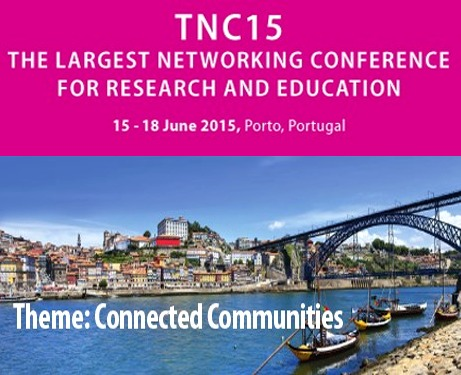 TNC15
THE LARGEST NETWORKING CONFERENCE
FOR RESEARCH AND EDUCATION
15 - 18 June 2015, Porto, Portugal
Theme: Connected Communities